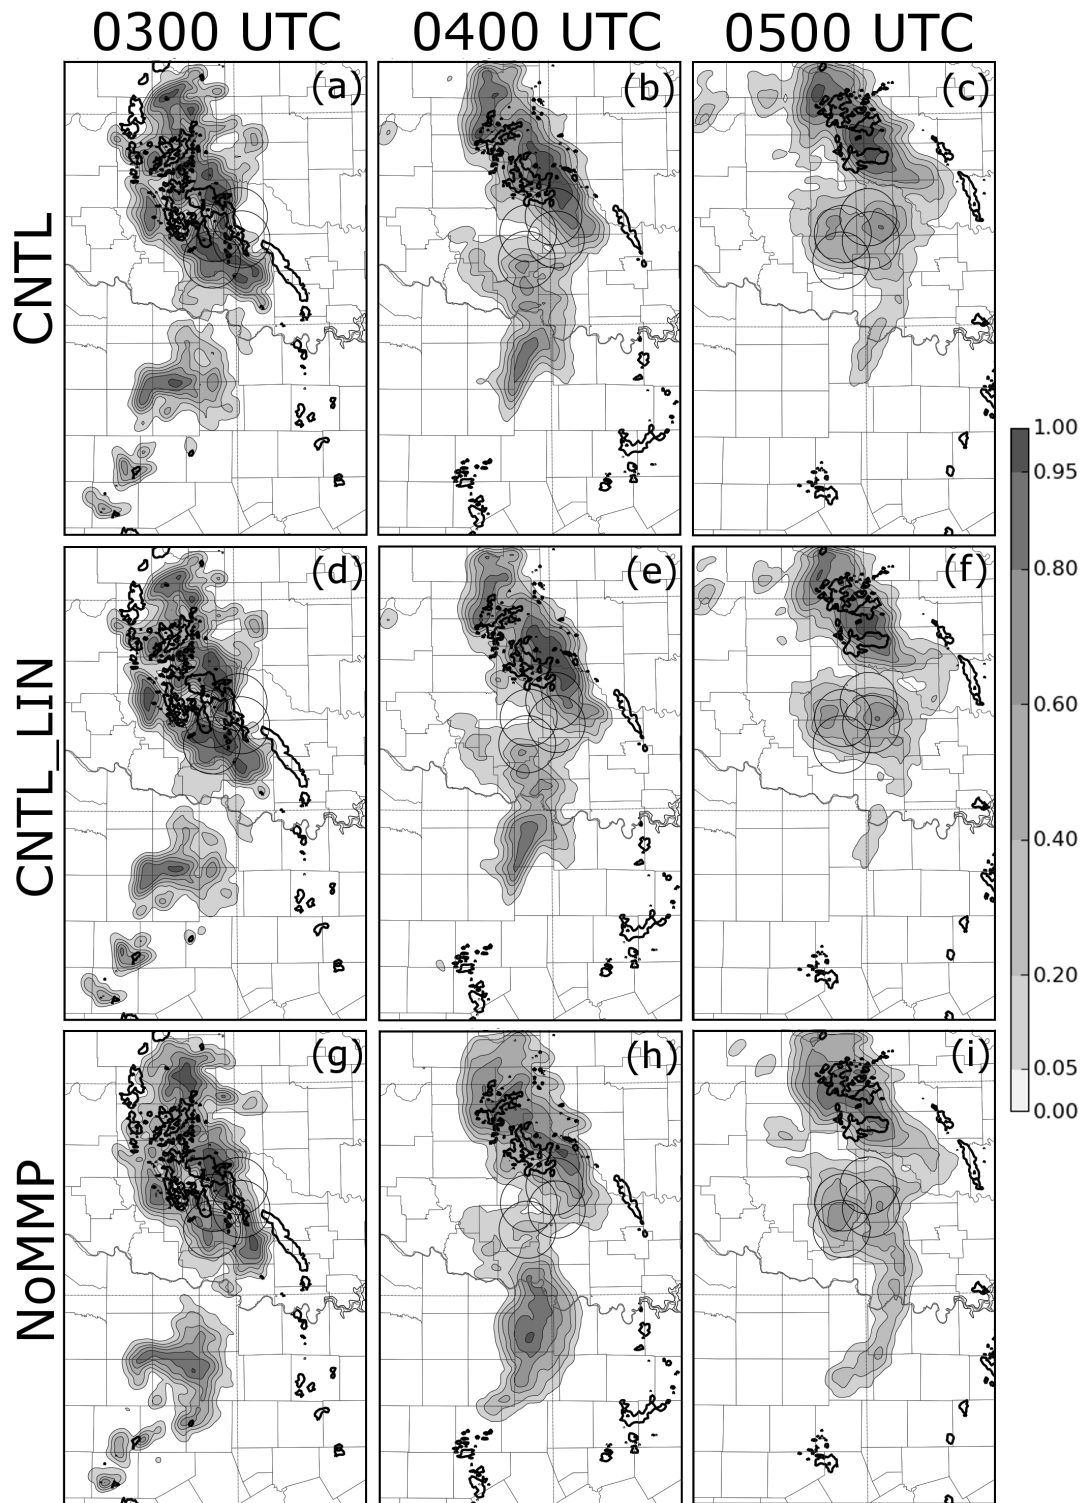 0300 UTC 0400 UTC 0500 UTC
CNTL
(a) (b) (c)
CNTL_LIN
(d) (e) (f)
NoMMP
(g) (h) (i)
1.00
0.95
0.80
0.60
0.40
0.20
0.05
0.00